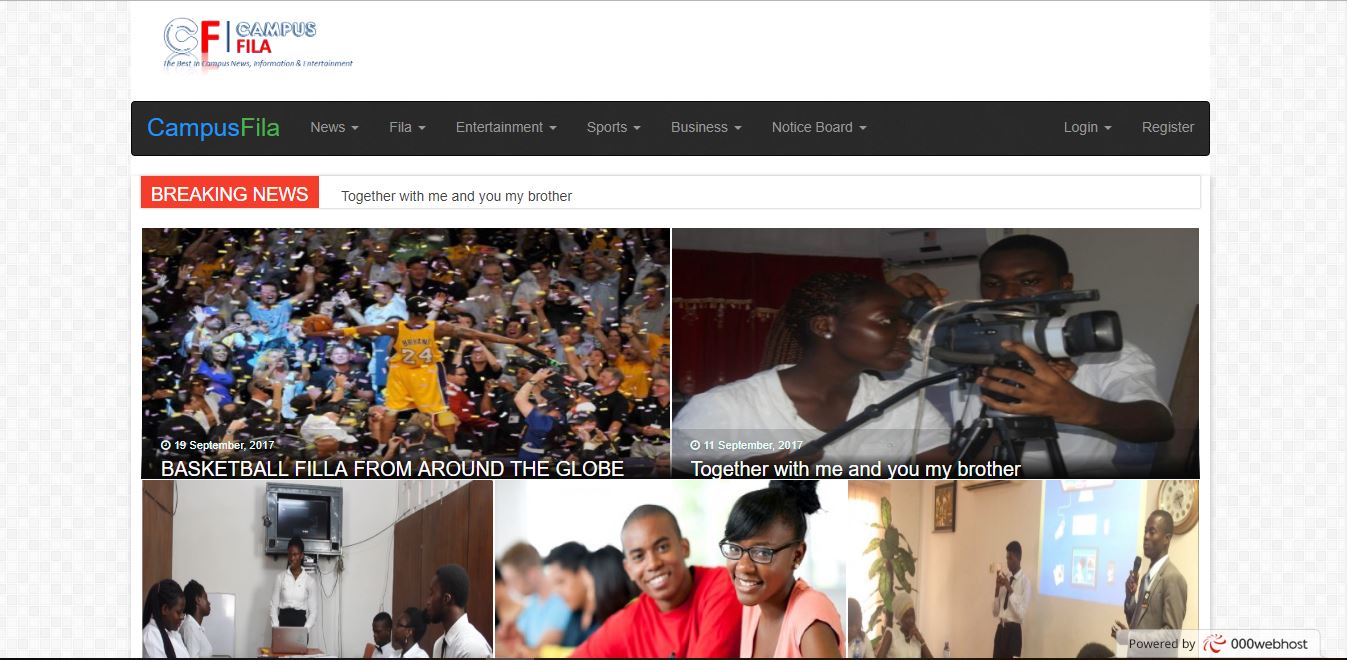 CF
CAMPUS
FILA
The Best In Campus News, Information & Entertainment
CampusFila News Fila Entertainment Sports Business Notice Board Login Register
BREAKING NEWS Together with me and you my brother
BRYANT
24
19 September, 2017
BASKETBALL FILLA FROM AROUND THE GLOBE
11 September, 2017
Together with me and you my brother
Powered by 000webhost